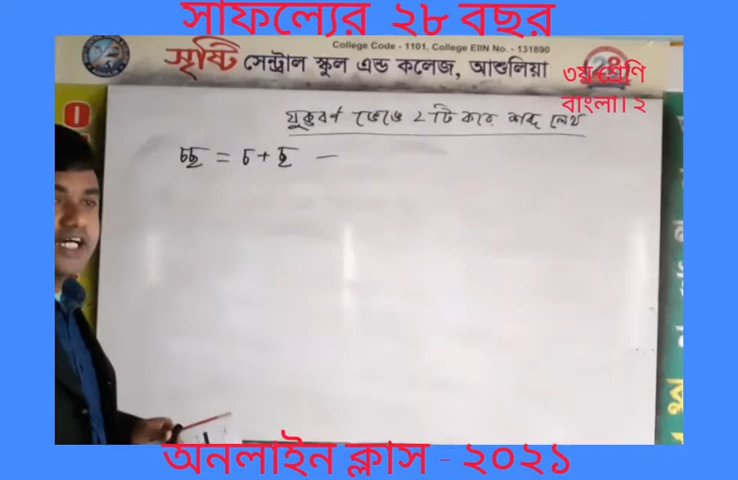 সাফল্যের ২৮ বছর
College Code - 1101, College EIIN No. - 131890
সৃষ্টি সেন্ট্রাল স্কুল এন্ড কলেজ, আশুলিয়া
৩য় শ্রেণি
বাংলা। ২
যুক্তবর্ণ ভেঙে ২ টি করে শব্দ লেখ
চ্ছ = চ + ছ —
অনলাইন ক্লাস - ২০২১